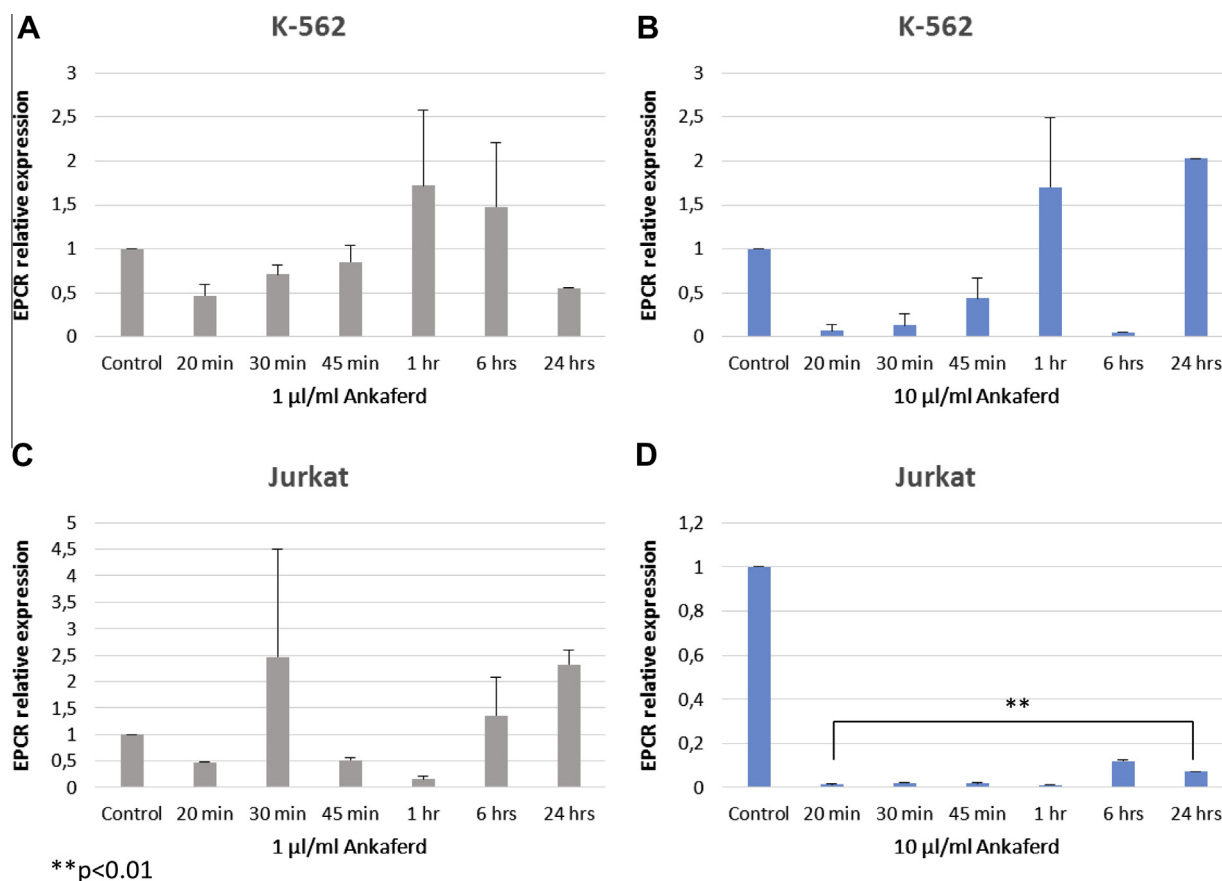 A
K-562
EPCR relative expression
3
2,5
2
1,5
1
0,5
0
Control 20 min 30 min 45 min 1 hr 6 hrs 24 hrs
1 µl/ml Ankaferd
B
K-562
EPCR relative expression
3
2,5
2
1,5
1
0,5
0
Control 20 min 30 min 45 min 1 hr 6 hrs 24 hrs
10 µl/ml Ankaferd
C
Jurkat
EPCR relative expression
5
4,5
4
3,5
3
2,5
2
1,5
1
0,5
0
Control 20 min 30 min 45 min 1 hr 6 hrs 24 hrs
1 µl/ml Ankaferd
D
Jurkat
EPCR relative expression
1,2
1
0,8
0,6
0,4
0,2
0
**
Control 20 min 30 min 45 min 1 hr 6 hrs 24 hrs
10 µl/ml Ankaferd
**p<0.01